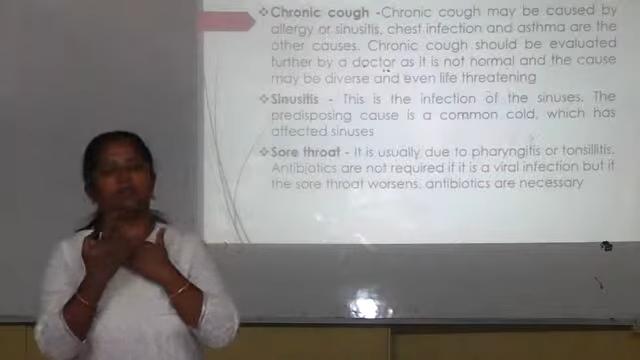 ❖Chronic cough -Chronic cough may be caused by
allergy or sinusitis, chest infection and asthma are the
other causes. Chronic cough should be evaluated
further by a doctor as it is not normal and the cause
may be diverse and even life threatening
❖Sinusitis - This is the infection of the sinuses. The
predisposing cause is a common cold, which has
affected sinuses
❖Sore throat - It is usually due to pharyngitis or tonsillitis.
Antibiotics are not required if it is a viral infection but if
the sore throat worsens, antibiotics are necessary